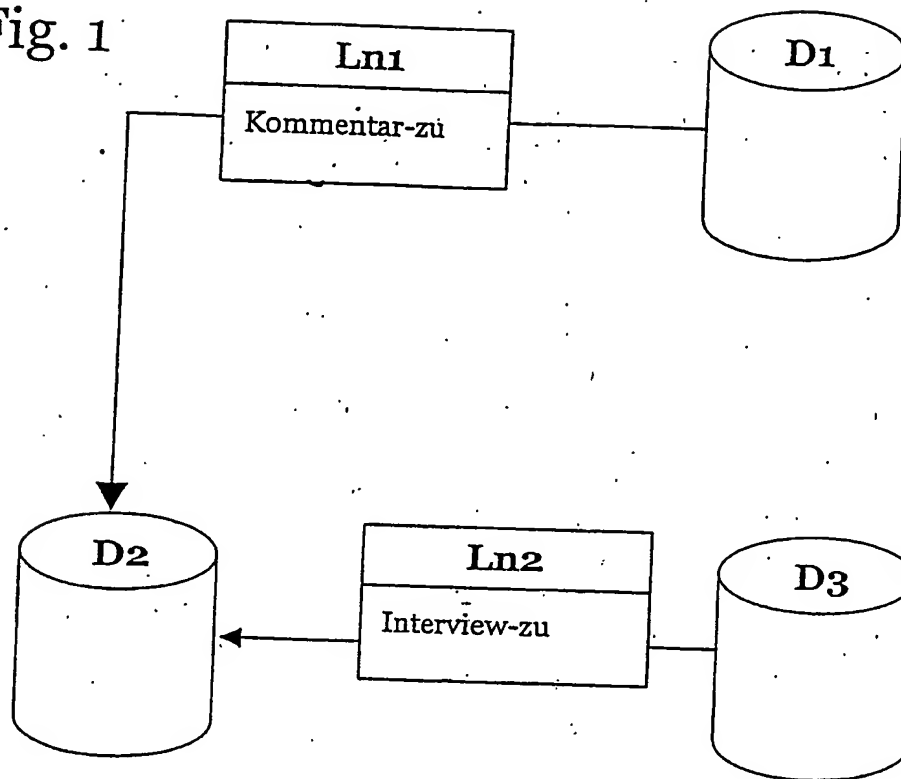 Fig. 1
Ln1
Kommentar-zu
D1
D2
Ln2
Interview-zu
D3